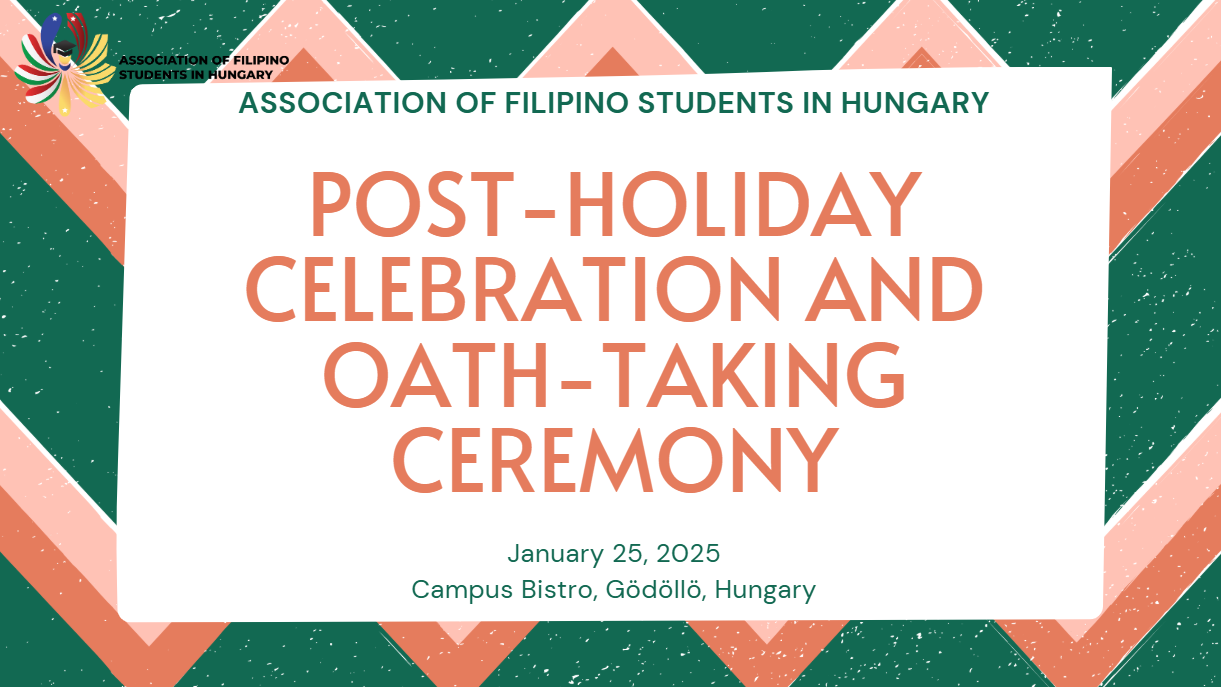 ASSOCIATION OF FILIPINO
STUDENTS IN HUNGARY
ASSOCIATION OF FILIPINO STUDENTS IN HUNGARY
POST-HOLIDAY
CELEBRATION AND
OATH-TAKING
CEREMONY
January 25, 2025
Campus Bistro, Gödöllö, Hungary